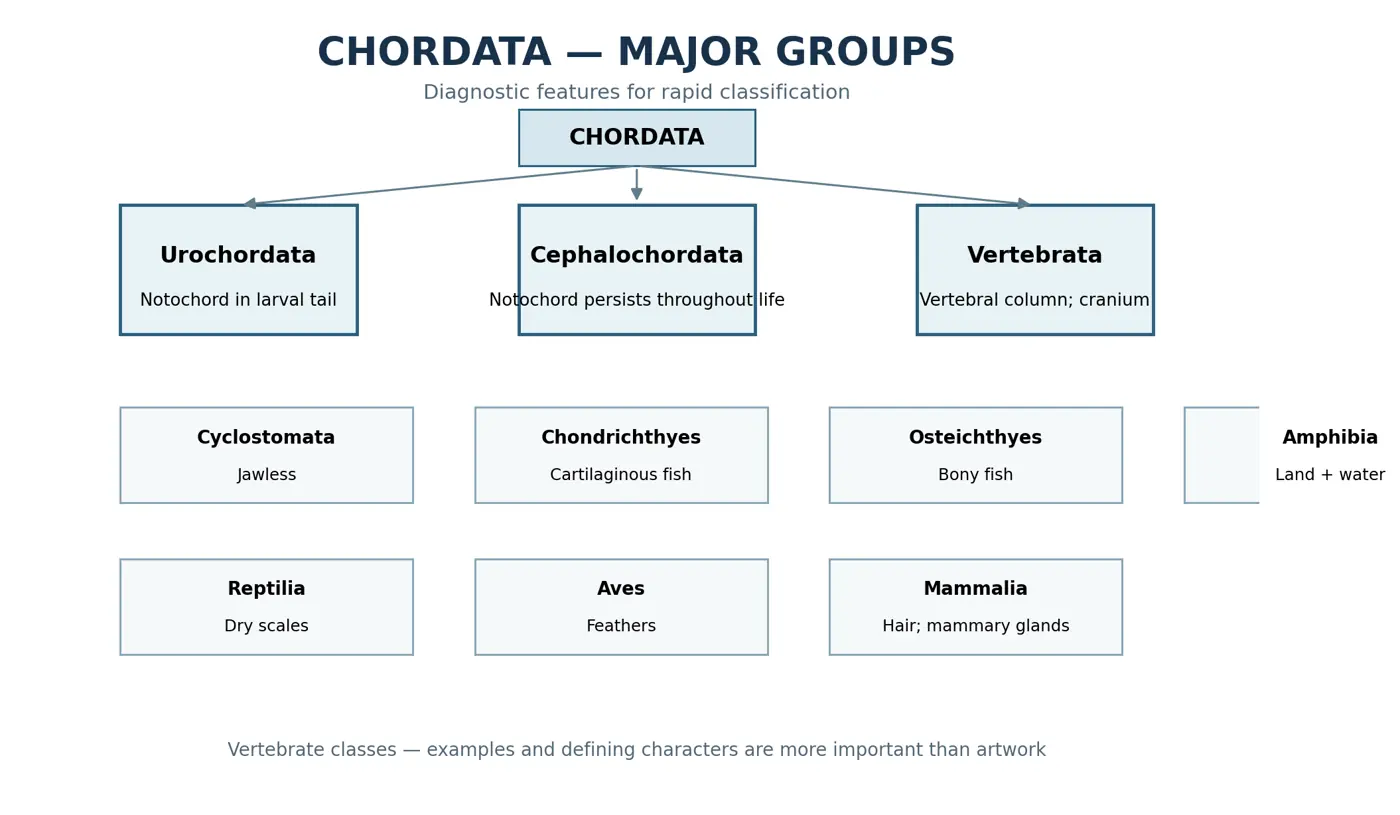 CHORDATA — MAJOR GROUPS
Diagnostic features for rapid classification
CHORDATA
Urochordata
Notochord in larval tail
Cephalochordata
Notochord persists throughout life
Vertebrata
Vertebral column; cranium
Cyclostomata
Jawless
Chondrichthyes
Cartilaginous fish
Osteichthyes
Bony fish
Amphibia
Land + water
Reptilia
Dry scales
Aves
Feathers
Mammalia
Hair; mammary glands
Vertebrate classes — examples and defining characters are more important than artwork